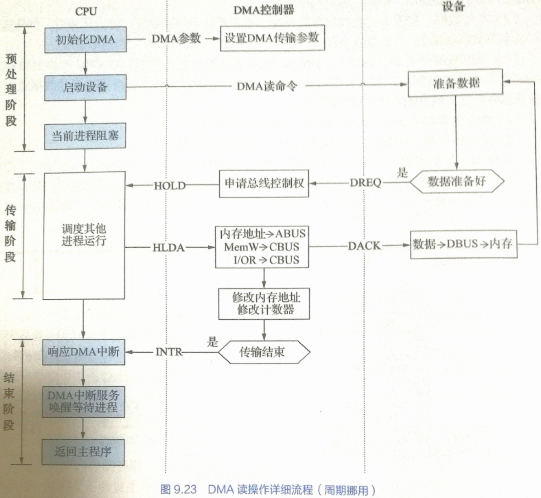 CPU
DMA控制器
设备
预处理阶段
初始化DMA
DMA参数
设置DMA传输参数
启动设备
DMA读命令
准备数据
当前进程阻塞
传输阶段
调度其他
进程运行
HOLD
申请总线控制权
DREQ
是
数据准备好
HLDA
内存地址→ABUS
MemW→CBUS
I/OR→CBUS
DACK
数据→DBUS→内存
修改内存地址
修改计数器
结束阶段
响应DMA中断
INTR
是
传输结束
DMA中断服务
唤醒等待进程
返回主程序
图 9.23 DMA 读操作详细流程（周期挪用）